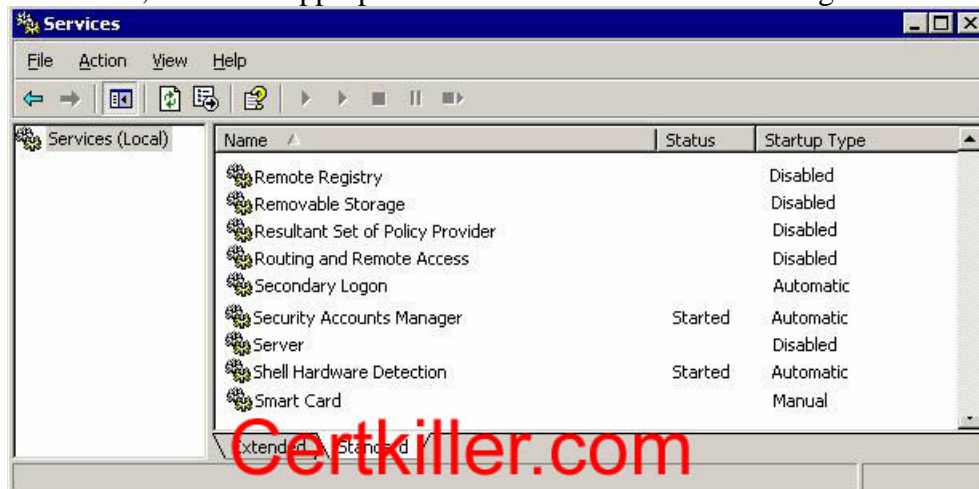 Services
File Action View Help
Services (Local)
Name Status Startup Type
Remote Registry Disabled
Removable Storage Disabled
Resultant Set of Policy Provider Disabled
Routing and Remote Access Disabled
Secondary Logon Automatic
Security Accounts Manager Started Automatic
Server Disabled
Shell Hardware Detection Started Automatic
Smart Card Manual
Extended Standard
Certkiller.com